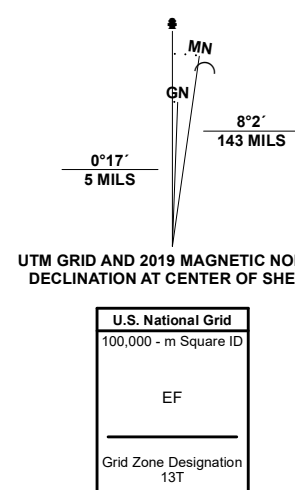 MN
GN
8°2´
143 MILS
0°17´
5 MILS
UTM GRID AND 2019 MAGNETIC NO
DECLINATION AT CENTER OF SHE
U.S. National Grid
100,000 - m Square ID
EF
Grid Zone Designation
13T